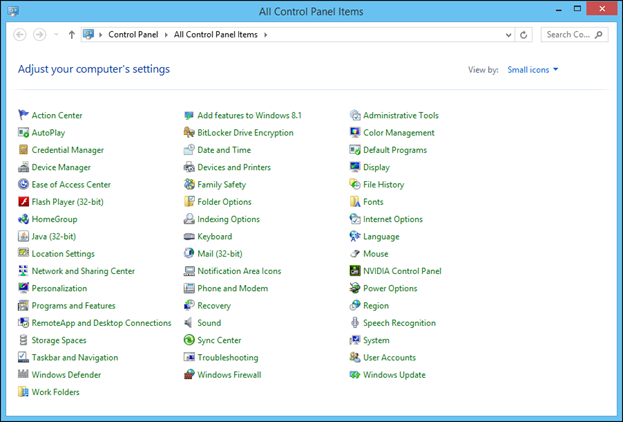 All Control Panel Items
Control Panel All Control Panel Items Search Co...
Adjust your computer's settings View by: Small icons
Action Center Add features to Windows 8.1 Administrative Tools
AutoPlay BitLocker Drive Encryption Color Management
Credential Manager Date and Time Default Programs
Device Manager Devices and Printers Display
Ease of Access Center Family Safety File History
Flash Player (32-bit) Folder Options Fonts
HomeGroup Indexing Options Internet Options
Java (32-bit) Keyboard Language
Location Settings Mail (32-bit) Mouse
Network and Sharing Center Notification Area Icons NVIDIA Control Panel
Personalization Phone and Modem Power Options
Programs and Features Recovery Region
RemoteApp and Desktop Connections Sound Speech Recognition
Storage Spaces Sync Center System
Taskbar and Navigation Troubleshooting User Accounts
Windows Defender Windows Firewall Windows Update
Work Folders